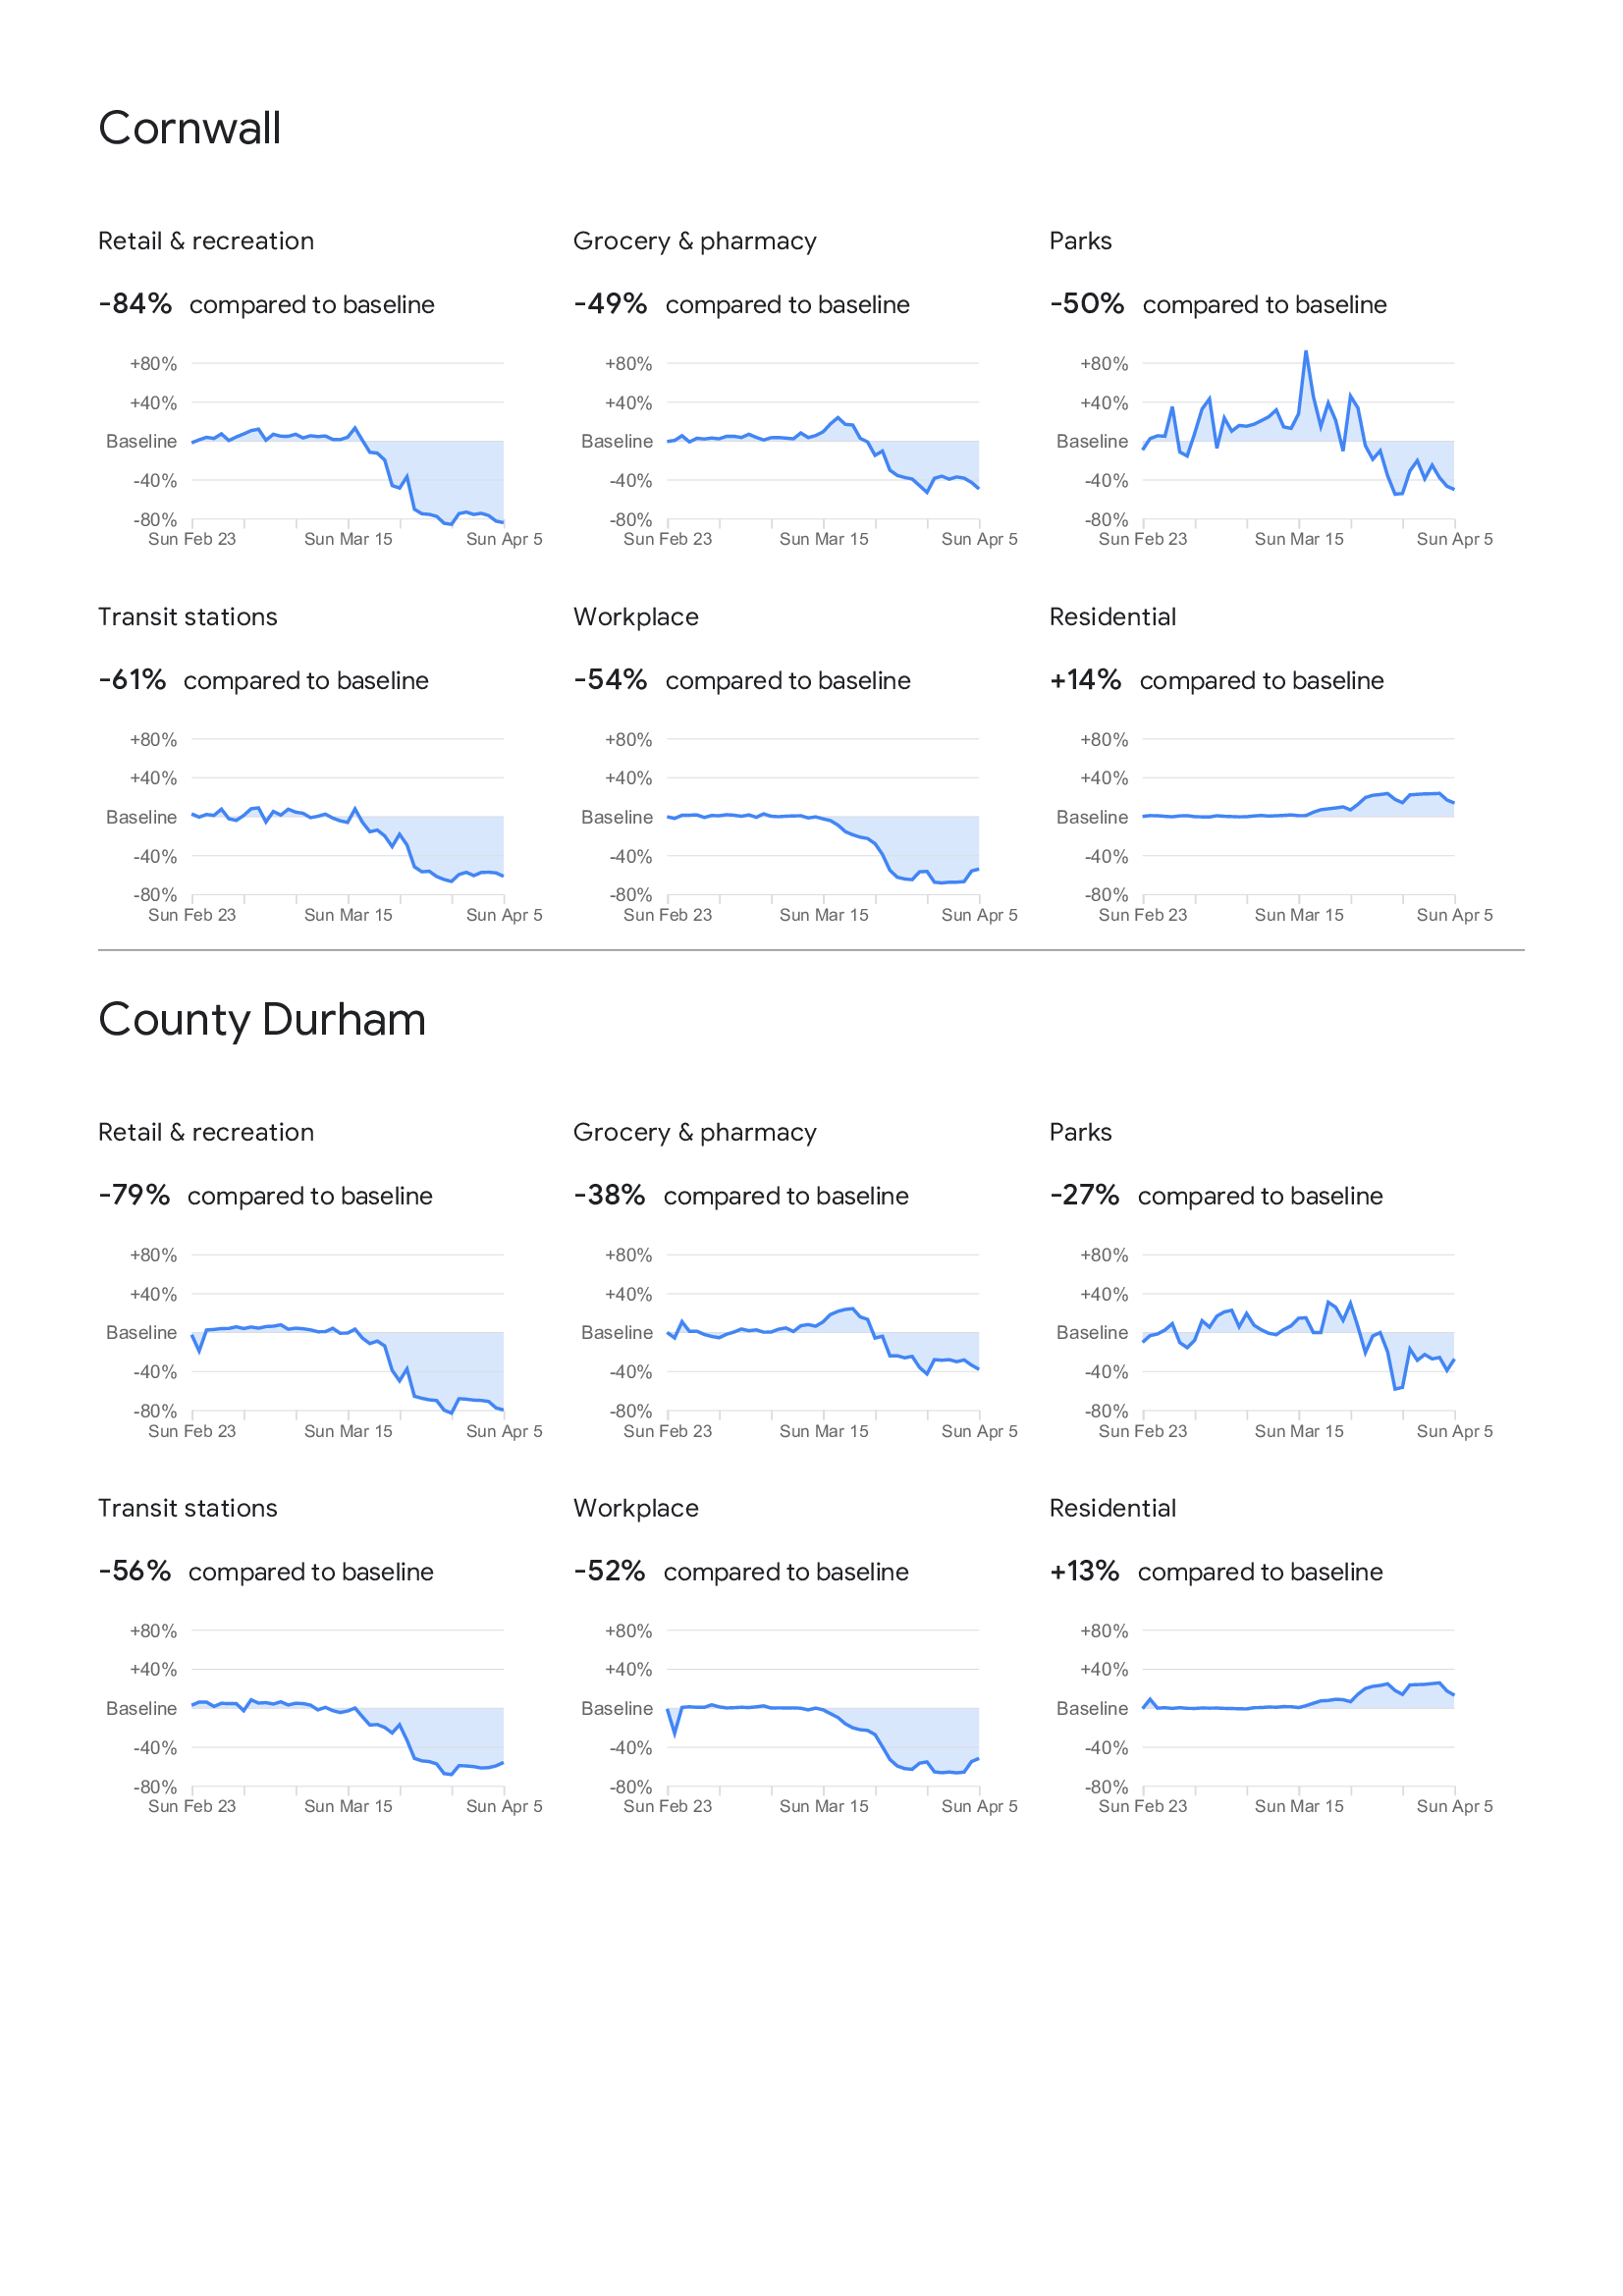 Cornwall
Retail & recreation
-84% compared to baseline
+80%
+40%
Baseline
-40%
-80%
Sun Feb 23 Sun Mar 15 Sun Apr 5
Grocery & pharmacy
-49% compared to baseline
+80%
+40%
Baseline
-40%
-80%
Sun Feb 23 Sun Mar 15 Sun Apr 5
Parks
-50% compared to baseline
+80%
+40%
Baseline
-40%
-80%
Sun Feb 23 Sun Mar 15 Sun Apr 5
Transit stations
-61% compared to baseline
+80%
+40%
Baseline
-40%
-80%
Sun Feb 23 Sun Mar 15 Sun Apr 5
Workplace
-54% compared to baseline
+80%
+40%
Baseline
-40%
-80%
Sun Feb 23 Sun Mar 15 Sun Apr 5
Residential
+14% compared to baseline
+80%
+40%
Baseline
-40%
-80%
Sun Feb 23 Sun Mar 15 Sun Apr 5
County Durham
Retail & recreation
-79% compared to baseline
+80%
+40%
Baseline
-40%
-80%
Sun Feb 23 Sun Mar 15 Sun Apr 5
Grocery & pharmacy
-38% compared to baseline
+80%
+40%
Baseline
-40%
-80%
Sun Feb 23 Sun Mar 15 Sun Apr 5
Parks
-27% compared to baseline
+80%
+40%
Baseline
-40%
-80%
Sun Feb 23 Sun Mar 15 Sun Apr 5
Transit stations
-56% compared to baseline
+80%
+40%
Baseline
-40%
-80%
Sun Feb 23 Sun Mar 15 Sun Apr 5
Workplace
-52% compared to baseline
+80%
+40%
Baseline
-40%
-80%
Sun Feb 23 Sun Mar 15 Sun Apr 5
Residential
+13% compared to baseline
+80%
+40%
Baseline
-40%
-80%
Sun Feb 23 Sun Mar 15 Sun Apr 5